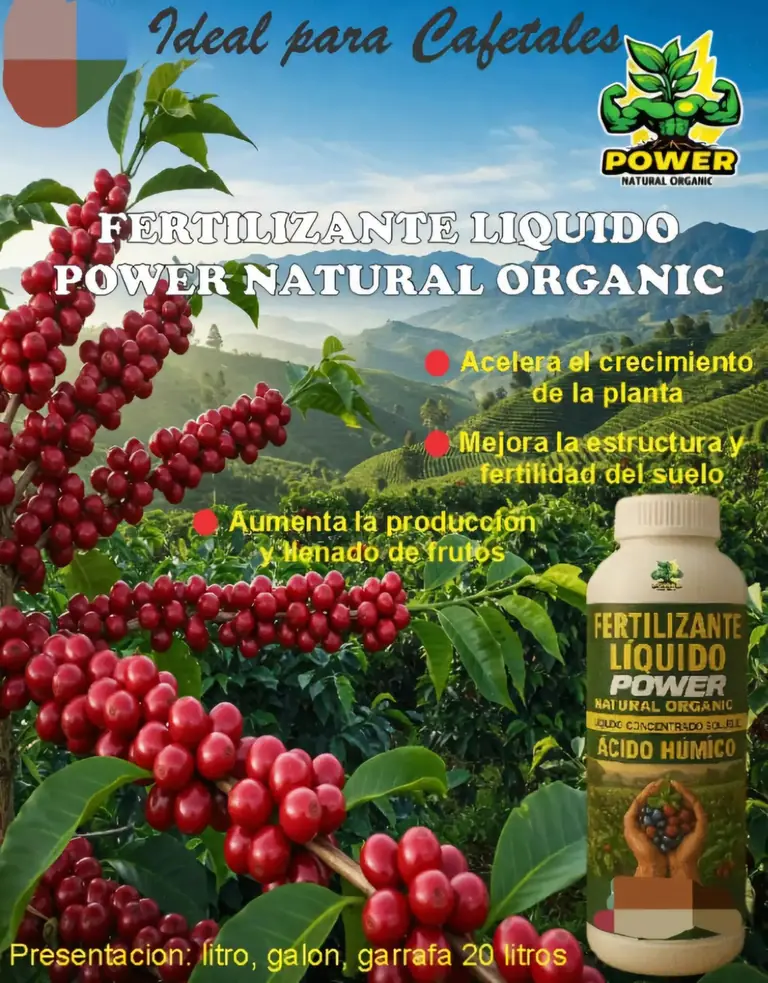 Ideal para Cafetales
POWER
NATURAL ORGANIC
FERTILIZANTE LIQUIDO
POWER NATURAL ORGANIC
Acelera el crecimiento
de la planta
Mejora la estructura y
fertilidad del suelo
Aumenta la produccion
y llenado de frutos
FERTILIZANTE
LÍQUIDO
POWER
NATURAL ORGANIC
LIQUIDO CONCENTRADO SOLUBLE
ÁCIDO HÚMICO
Presentacion: litro, galon, garrafa 20 litros